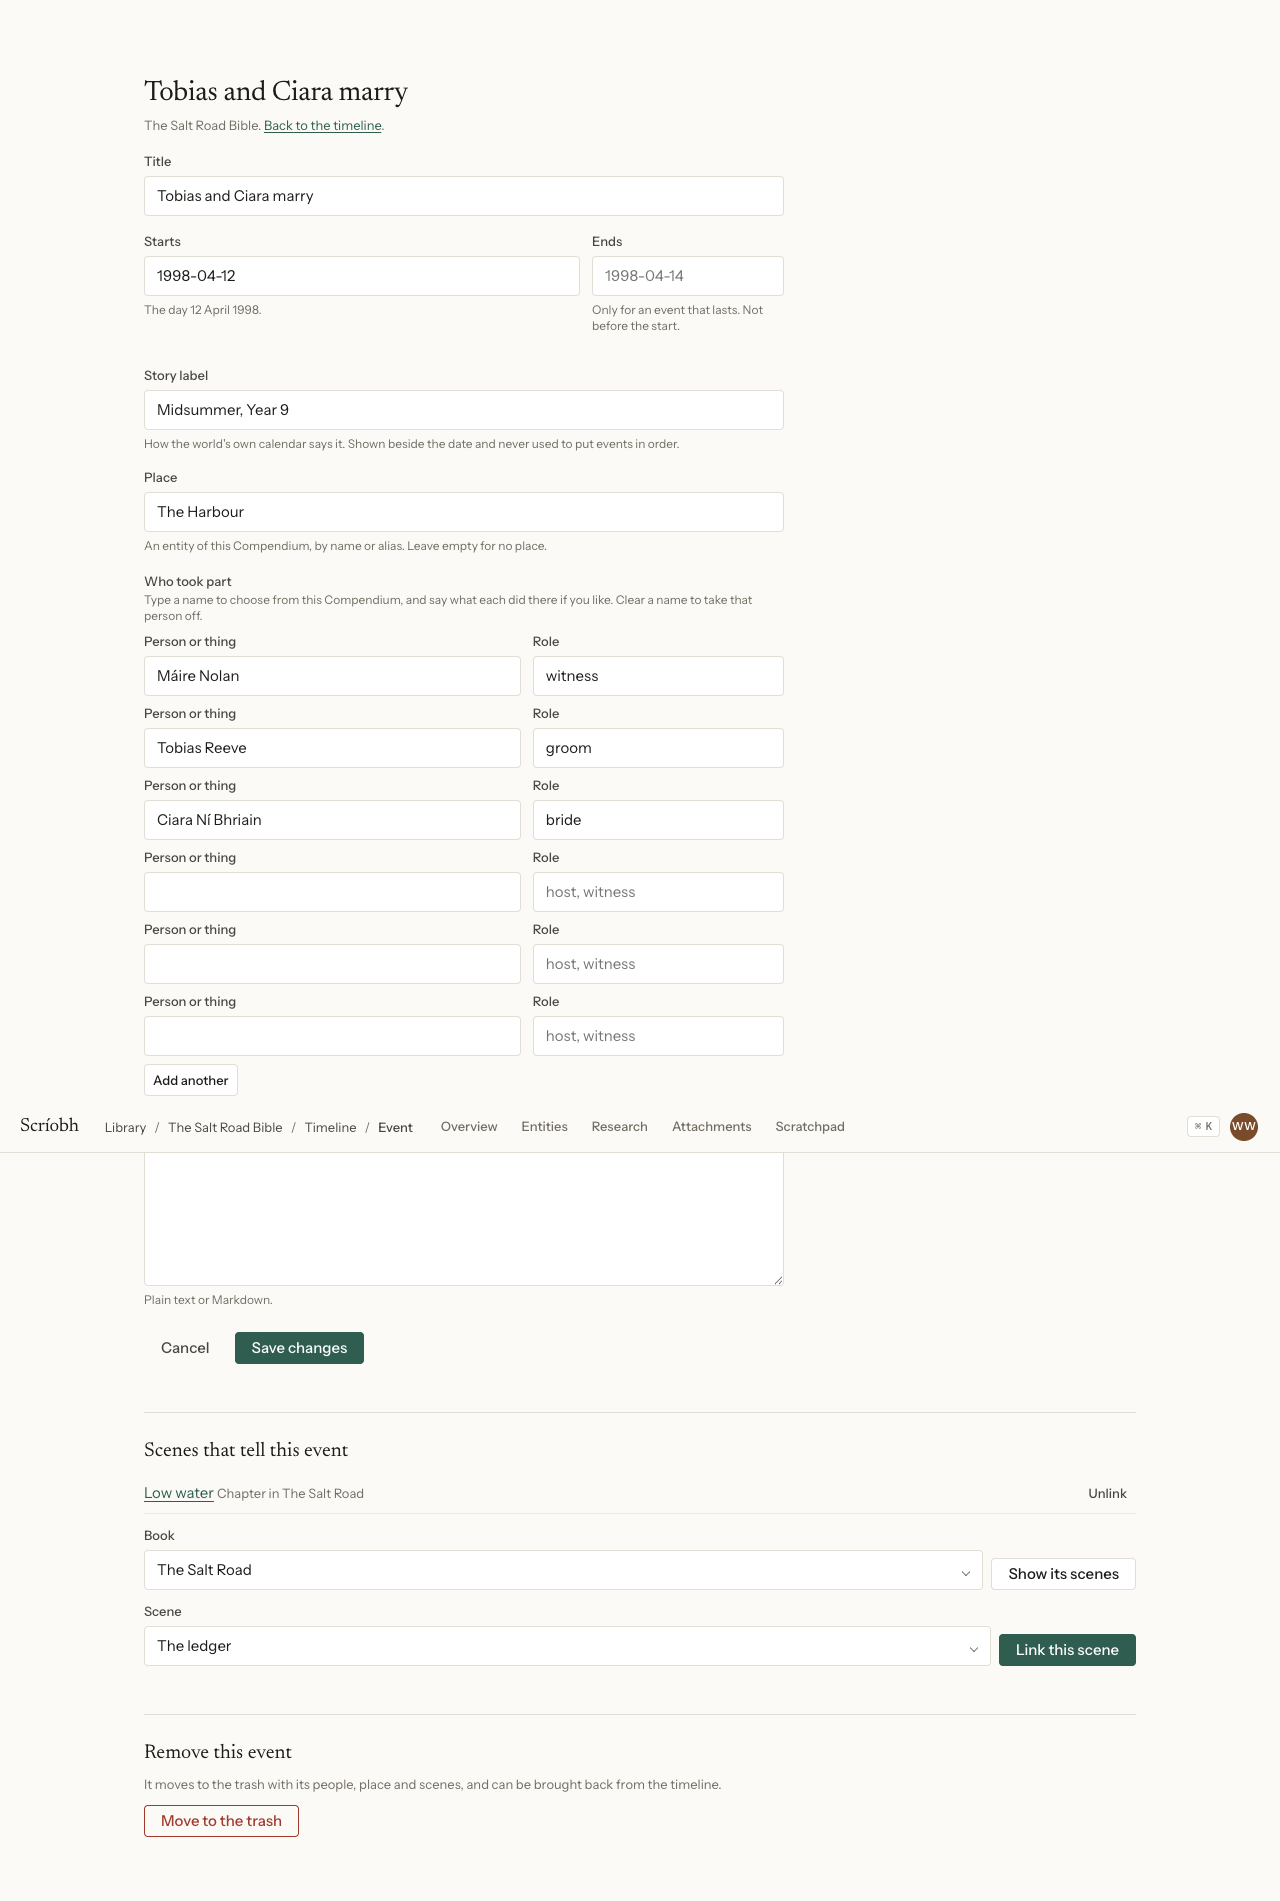 Tobias and Ciara marry
The Salt Road Bible. Back to the timeline.
Title
Tobias and Ciara marry
Starts
Ends
1998-04-12
1998-04-14
The day 12 April 1998.
Only for an event that lasts. Not
before the start.
Story label
Midsummer, Year 9
How the world's own calendar says it. Shown beside the date and never used to put events in order.
Place
The Harbour
An entity of this Compendium, by name or alias. Leave empty for no place.
Who took part
Type a name to choose from this Compendium, and say what each did there if you like. Clear a name to take that
person off.
Person or thing
Role
Máire Nolan
witness
Person or thing
Role
Tobias Reeve
groom
Person or thing
Role
Ciara Ní Bhriain
bride
Person or thing
Role
host, witness
Person or thing
Role
host, witness
Person or thing
Role
host, witness
Add another
Scríobh
Library / The Salt Road Bible / Timeline / Event
Overview
Entities
Research
Attachments
Scratchpad
⌘ K
WW
Plain text or Markdown.
Cancel
Save changes
Scenes that tell this event
Low water Chapter in The Salt Road
Unlink
Book
The Salt Road
Show its scenes
Scene
The ledger
Link this scene
Remove this event
It moves to the trash with its people, place and scenes, and can be brought back from the timeline.
Move to the trash